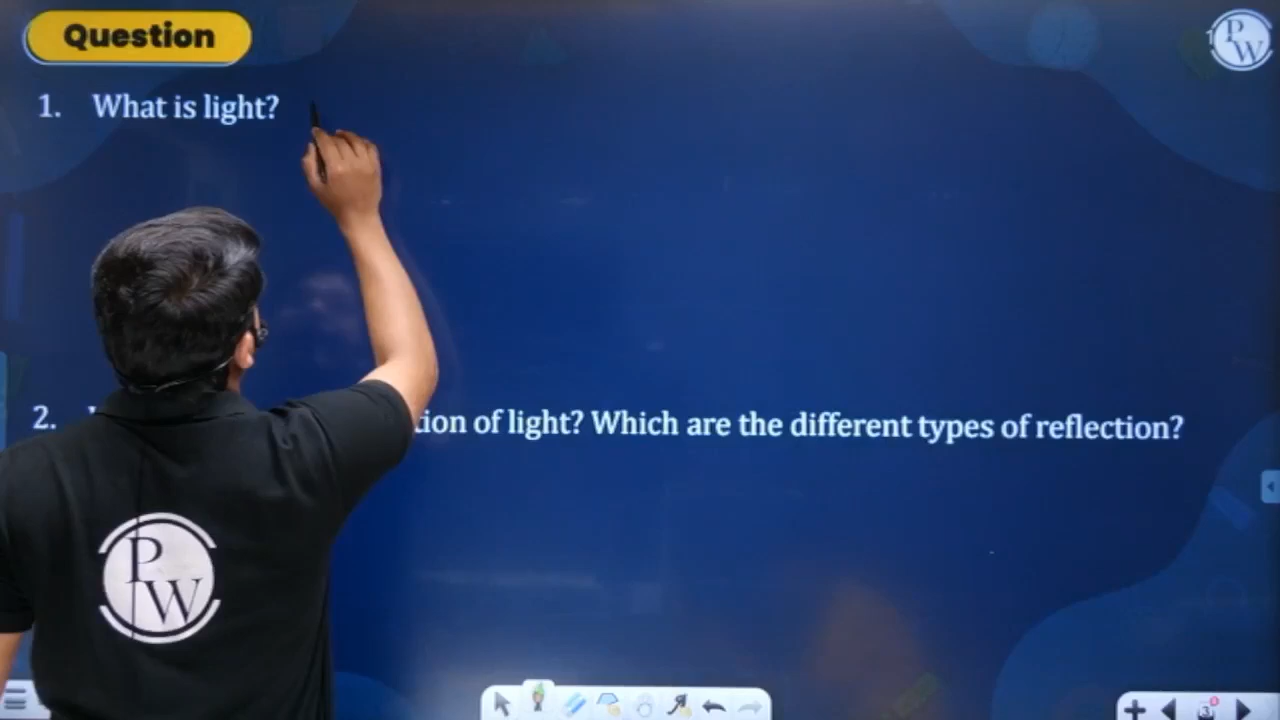 Question
PW
1. What is light?
2. tion of light? Which are the different types of reflection?
PW